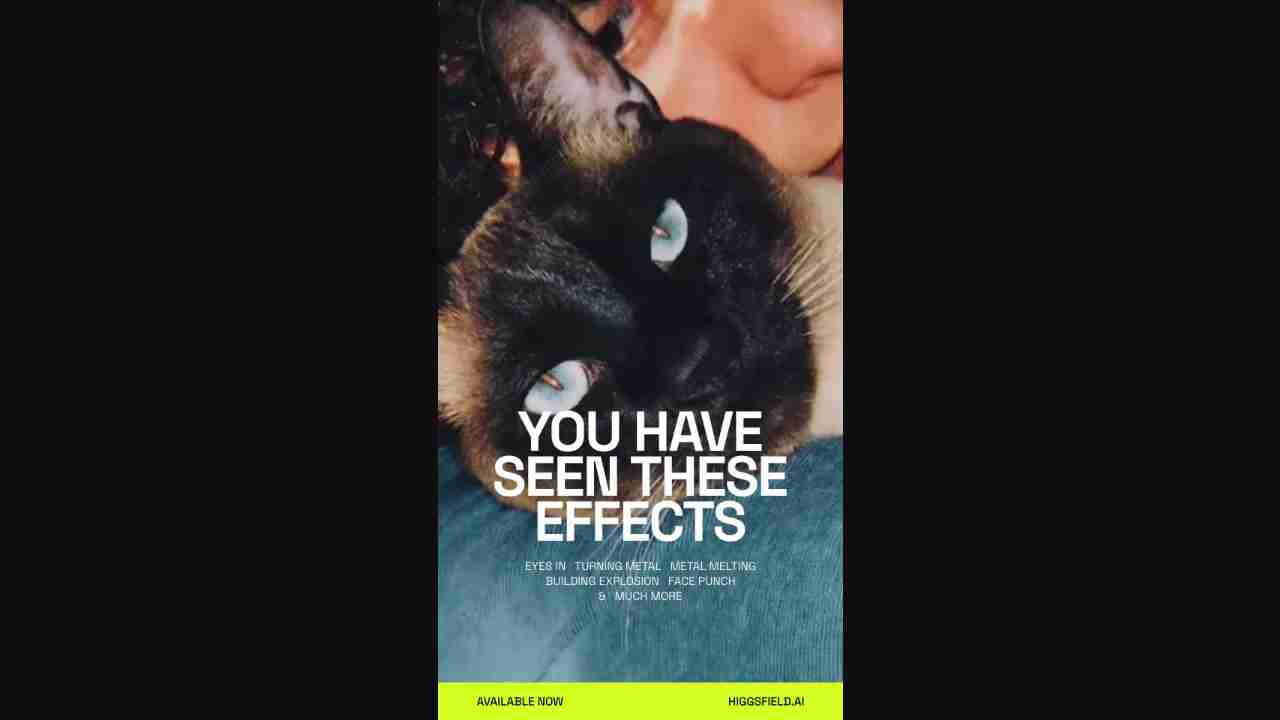 YOU HAVE
SEEN THESE
EFFECTS
EYES IN TURNING METAL METAL MELTING
BUILDING EXPLOSION FACE PUNCH
& MUCH MORE
AVAILABLE NOW HIGGSFIELD.AI